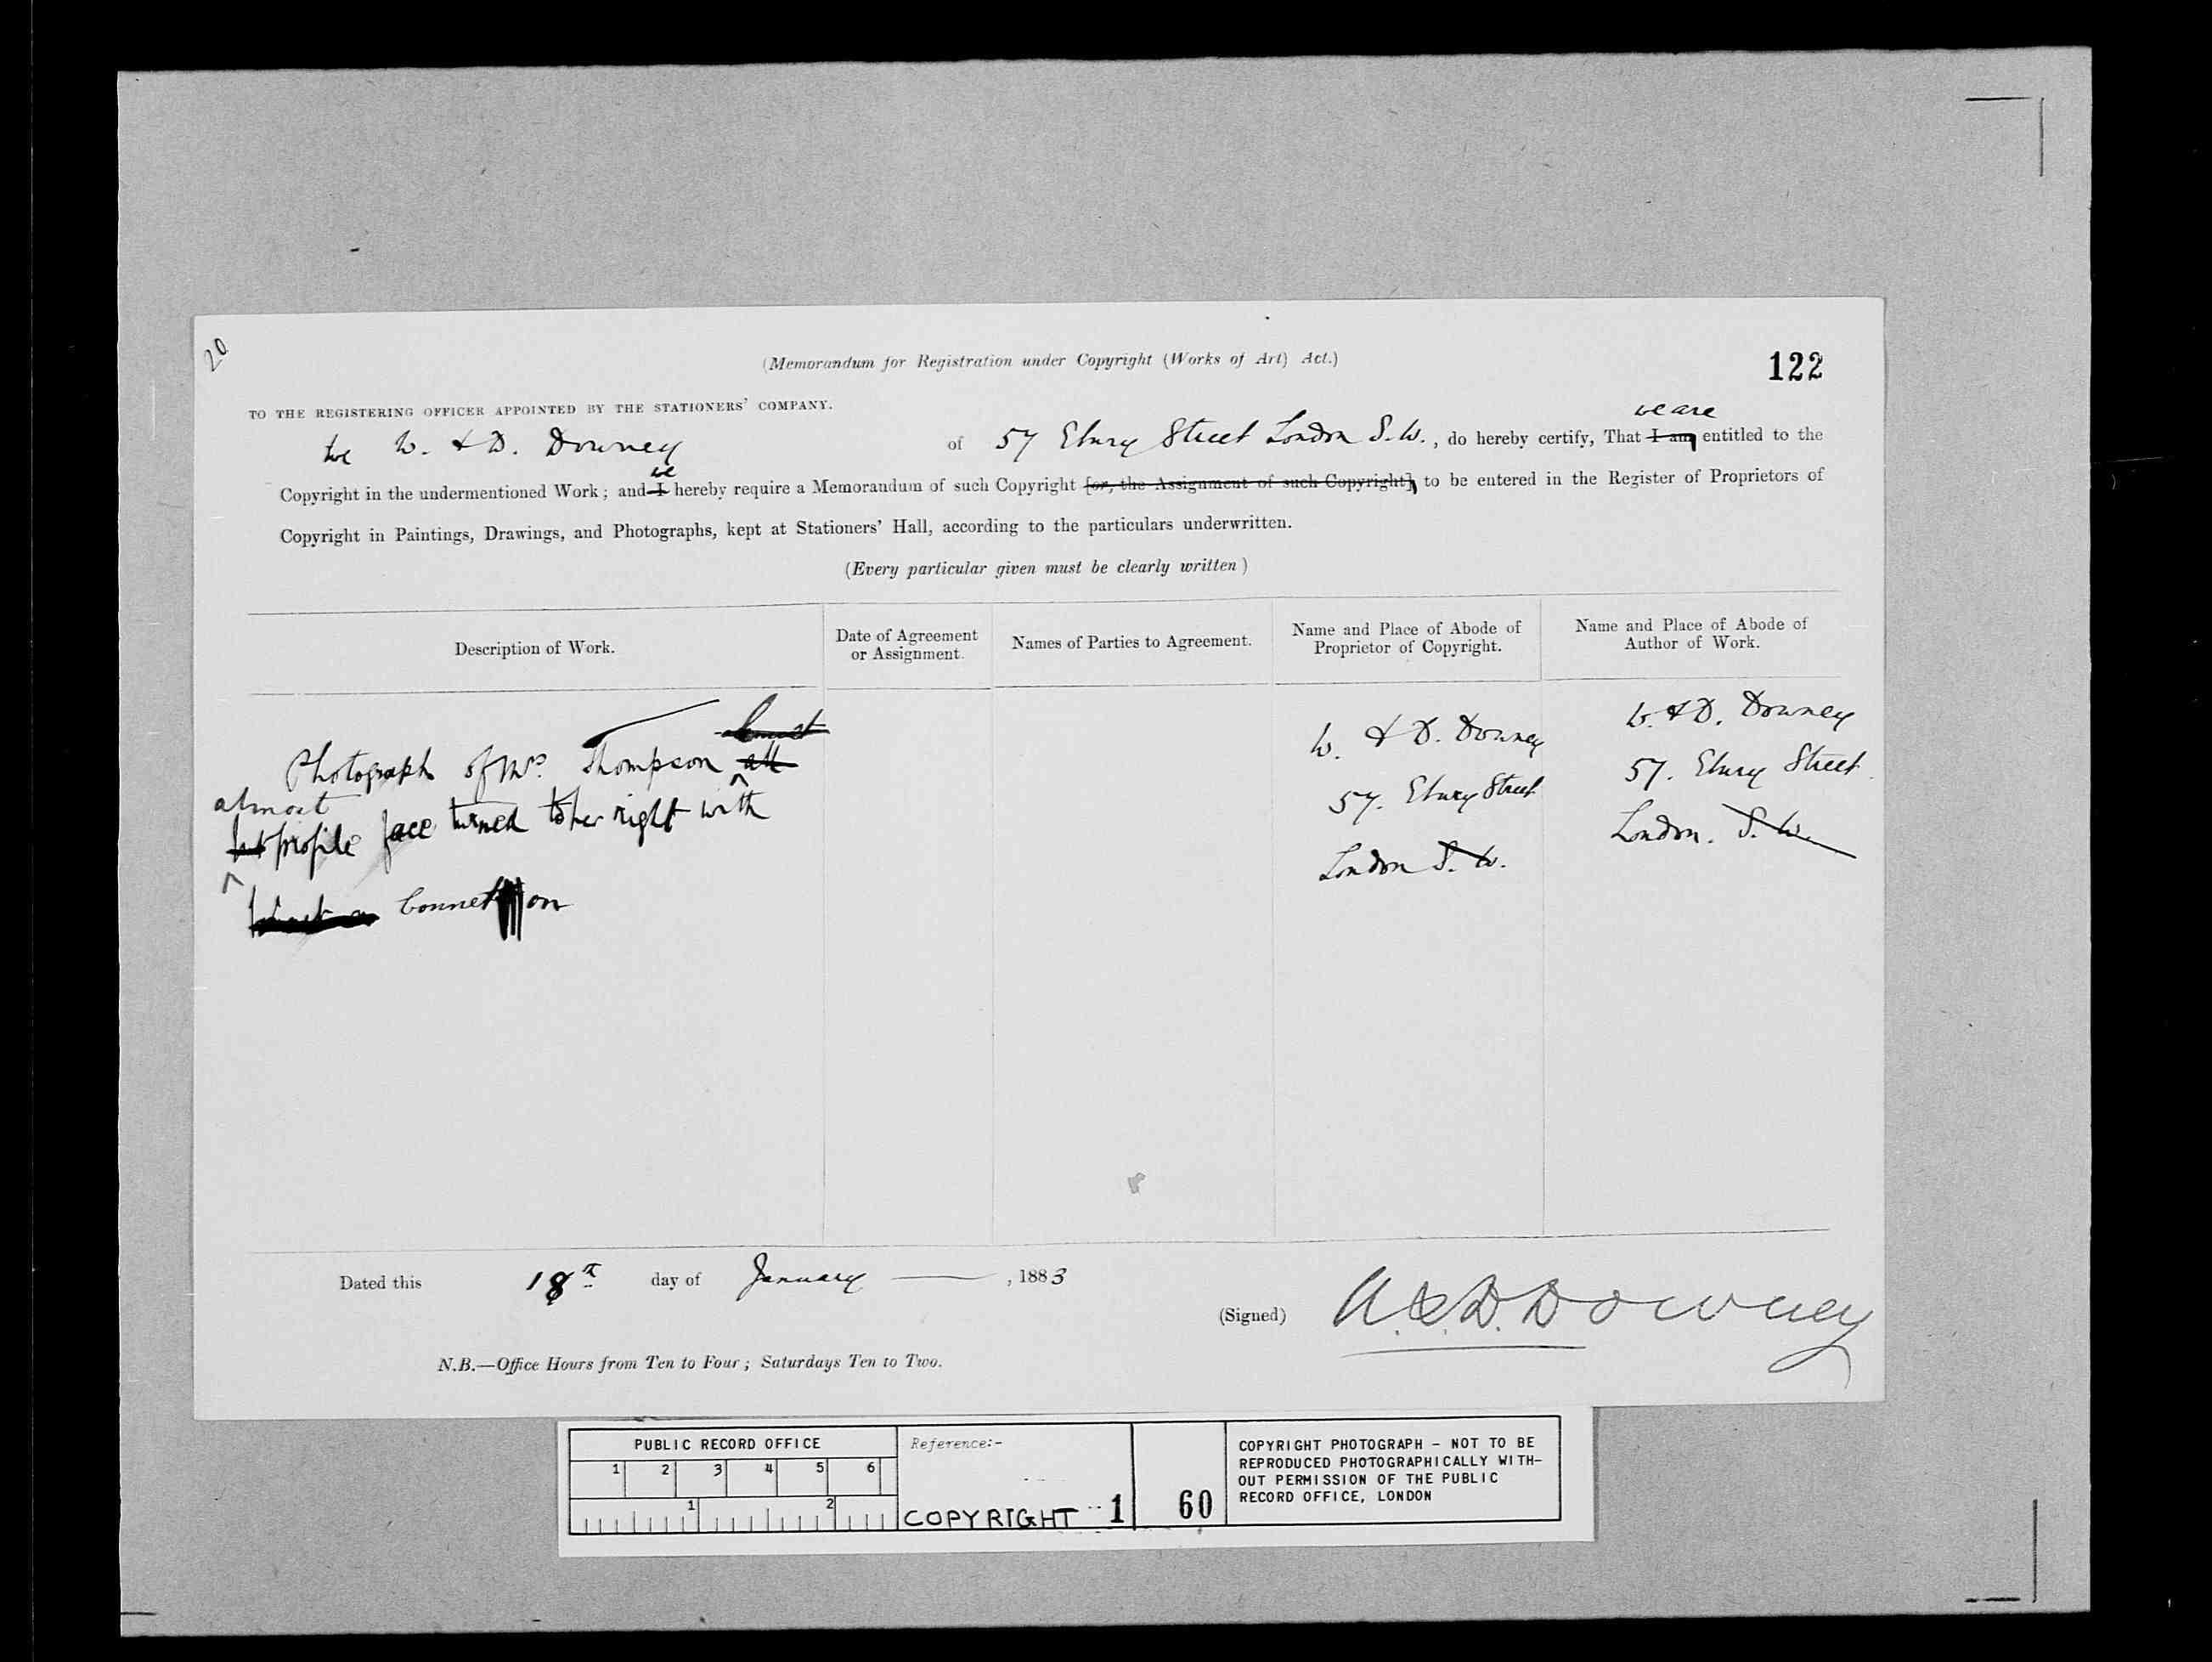 20
(Memorandum for Registration under Copyright (Works of Art) Act.)
122
TO THE REGISTERING OFFICER APPOINTED BY THE STATIONERS' COMPANY.
we are
We W. & D. Downey of 57 Ebury Street London S.W., do hereby certify, That I am entitled to the
we
Copyright in the undermentioned Work; and I hereby require a Memorandum of such Copyright [or, the Assignment of such Copyright], to be entered in the Register of Proprietors of
Copyright in Paintings, Drawings, and Photographs, kept at Stationers' Hall, according to the particulars underwritten.
(Every particular given must be clearly written)
Description of Work.
Date of Agreement
or Assignment.
Names of Parties to Agreement.
Name and Place of Abode of
Proprietor of Copyright.
Name and Place of Abode of
Author of Work.
Photograph of Mrs. Thompson
almost
profile face turned to her right with
bonnet on
W. & D. Downey
57. Ebury Street
London S.W.
W. & D. Downey
57. Ebury Street
London. S.W.
Dated this 18th day of January, 1883
(Signed) W. & D. Downey
N.B.—Office Hours from Ten to Four; Saturdays Ten to Two.
PUBLIC RECORD OFFICE
1 2 3 4 5 6
1 2
Reference:-
COPYRIGHT 1 60
COPYRIGHT PHOTOGRAPH - NOT TO BE
REPRODUCED PHOTOGRAPHICALLY WITH-
OUT PERMISSION OF THE PUBLIC
RECORD OFFICE, LONDON